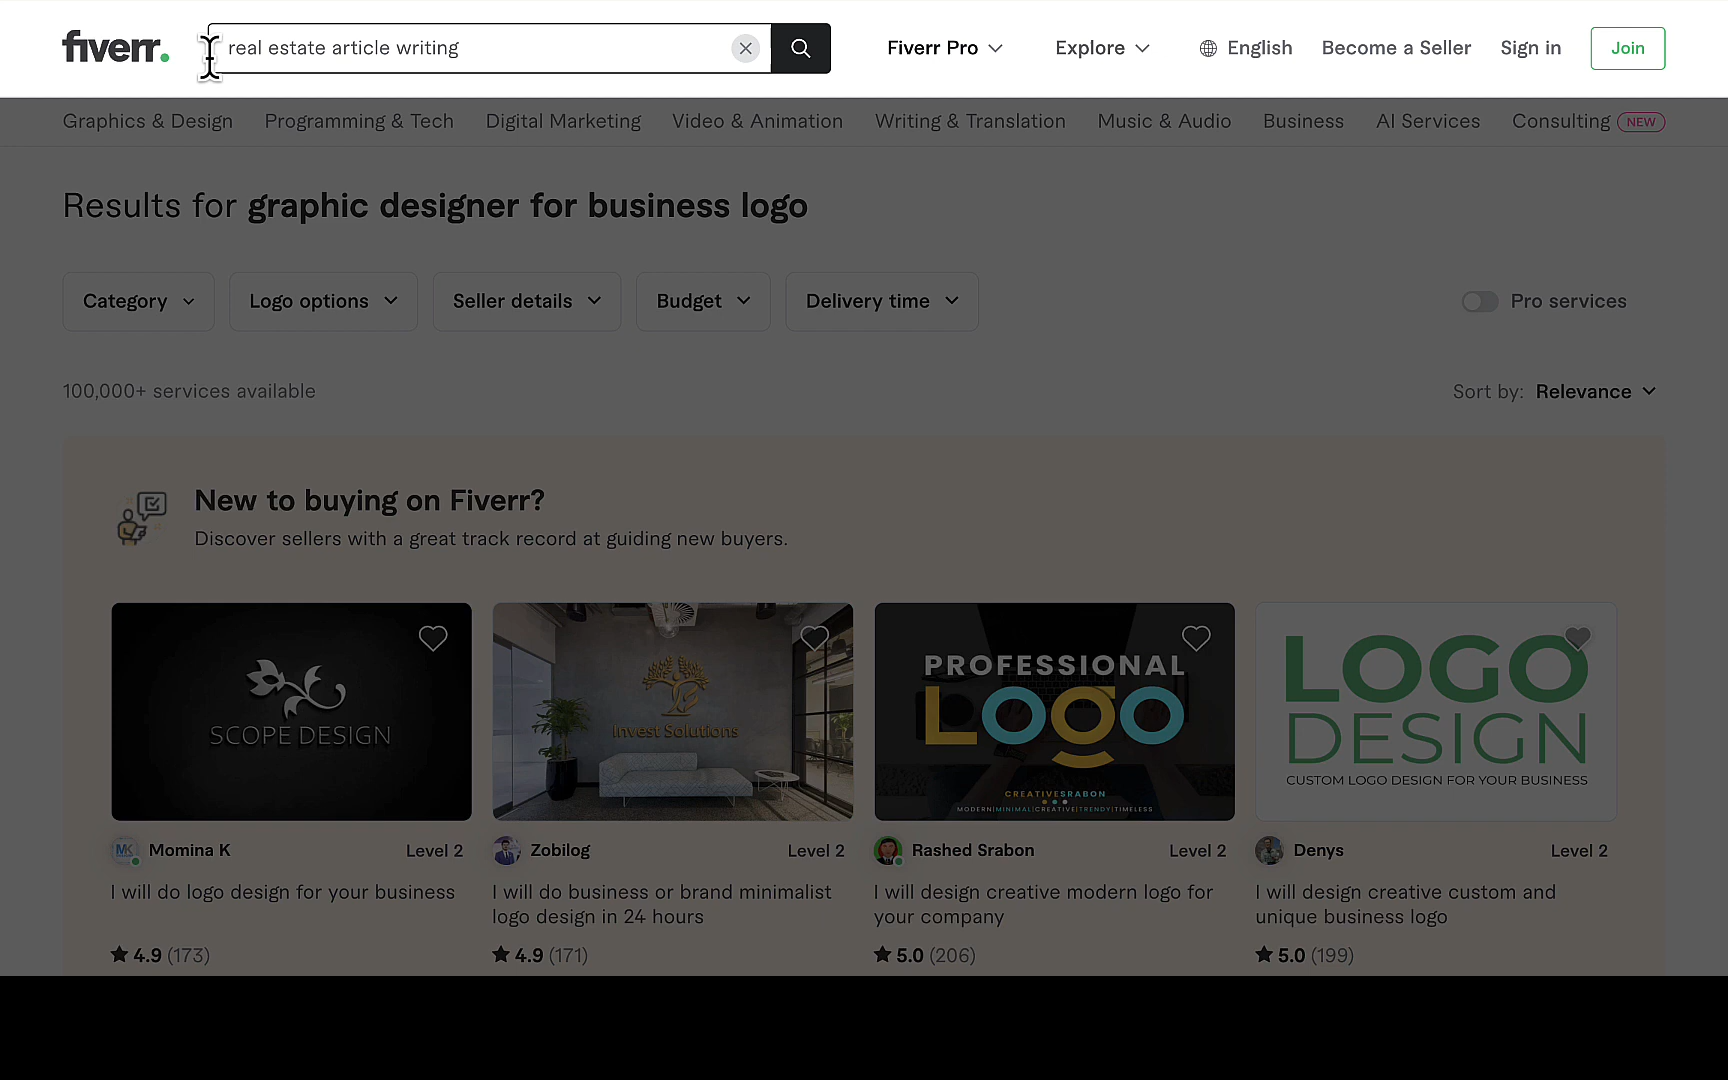 fiverr.
real estate article writing
Fiverr Pro
Explore
English
Become a Seller
Sign in
Join
Graphics & Design
Programming & Tech
Digital Marketing
Video & Animation
Writing & Translation
Music & Audio
Business
AI Services
Consulting
NEW
Results for graphic designer for business logo
Category
Logo options
Seller details
Budget
Delivery time
Pro services
100,000+ services available
Sort by: Relevance
New to buying on Fiverr?
Discover sellers with a great track record at guiding new buyers.
SCOPE DESIGN
Invest Solutions
PROFESSIONAL
LOGO
CREATIVESRABON
MODERN|MINIMAL|CREATIVE|TRENDY|TIMELESS
LOGO
DESIGN
CUSTOM LOGO DESIGN FOR YOUR BUSINESS
MK
Momina K
Level 2
Zobilog
Level 2
Rashed Srabon
Level 2
Denys
Level 2
I will do logo design for your business
I will do business or brand minimalist
logo design in 24 hours
I will design creative modern logo for
your company
I will design creative custom and
unique business logo
4.9 (173)
4.9 (171)
5.0 (206)
5.0 (199)